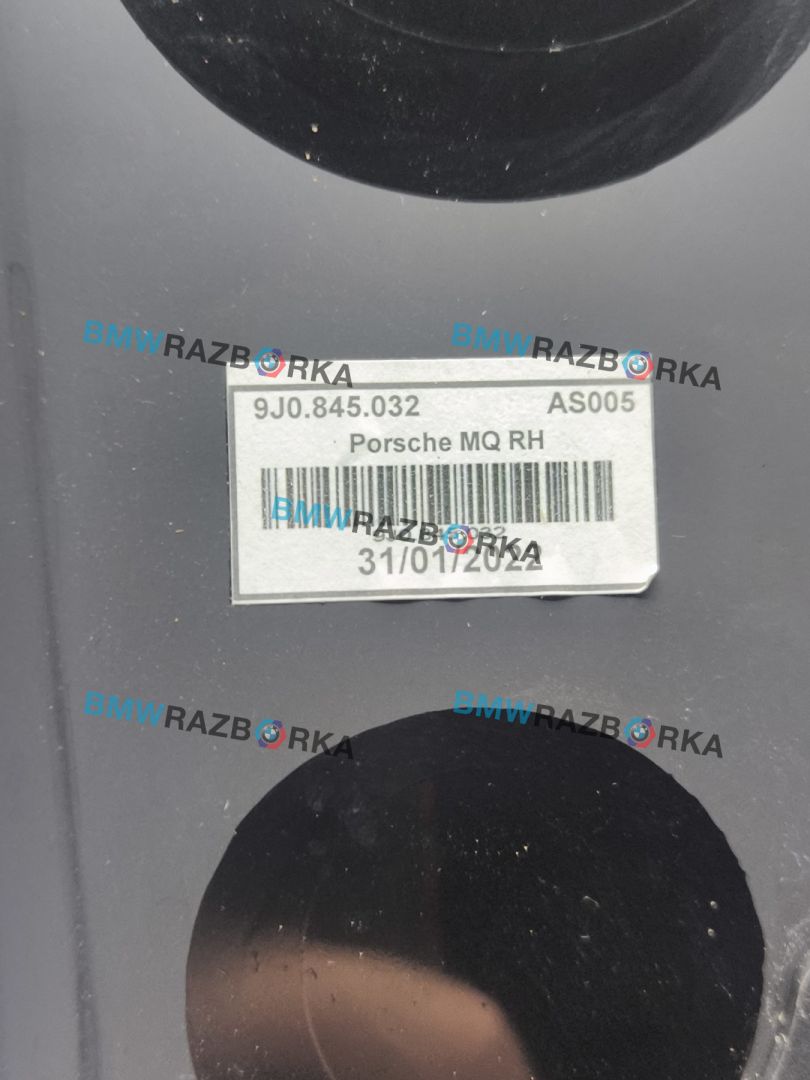 BMWRAZBORKA BMWRAZBORKA
9J0.845.032 AS005
Porsche MQ RH
BMWRAZBORKA
31/01/2022
BMWRAZBORKA BMWRAZBORKA